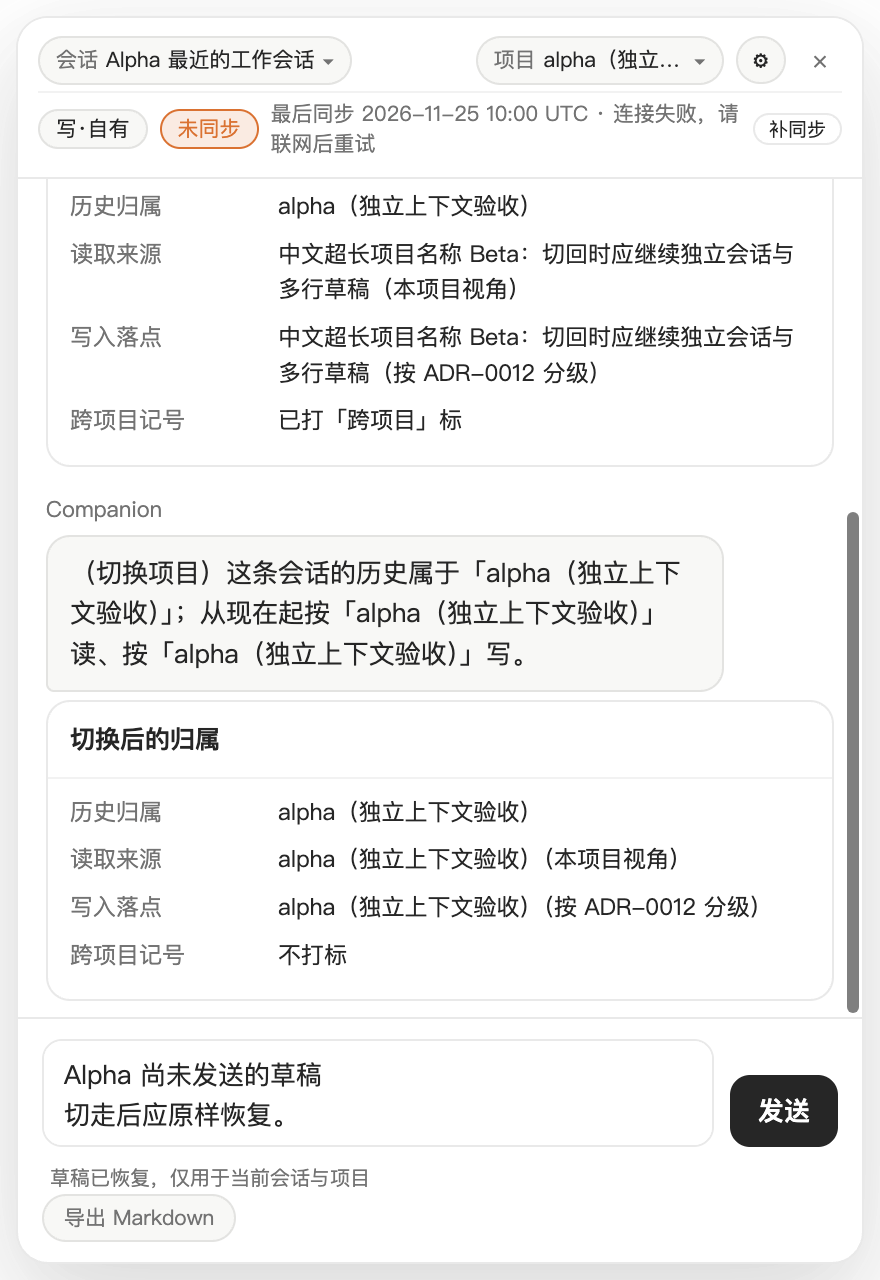 会话 Alpha 最近的工作会话
项目 alpha（独立…
写·自有
未同步
最后同步 2026-11-25 10:00 UTC · 连接失败，请
联网后重试
补同步
历史归属 alpha（独立上下文验收）
读取来源 中文超长项目名称 Beta：切回时应继续独立会话与
多行草稿（本项目视角）
写入落点 中文超长项目名称 Beta：切回时应继续独立会话与
多行草稿（按 ADR-0012 分级）
跨项目记号 已打「跨项目」标
Companion
（切换项目）这条会话的历史属于「alpha（独立上下
文验收）」；从现在起按「alpha（独立上下文验收）」
读、按「alpha（独立上下文验收）」写。
切换后的归属
历史归属 alpha（独立上下文验收）
读取来源 alpha（独立上下文验收）（本项目视角）
写入落点 alpha（独立上下文验收）（按 ADR-0012 分级）
跨项目记号 不打标
Alpha 尚未发送的草稿
切走后应原样恢复。
发送
草稿已恢复，仅用于当前会话与项目
导出 Markdown